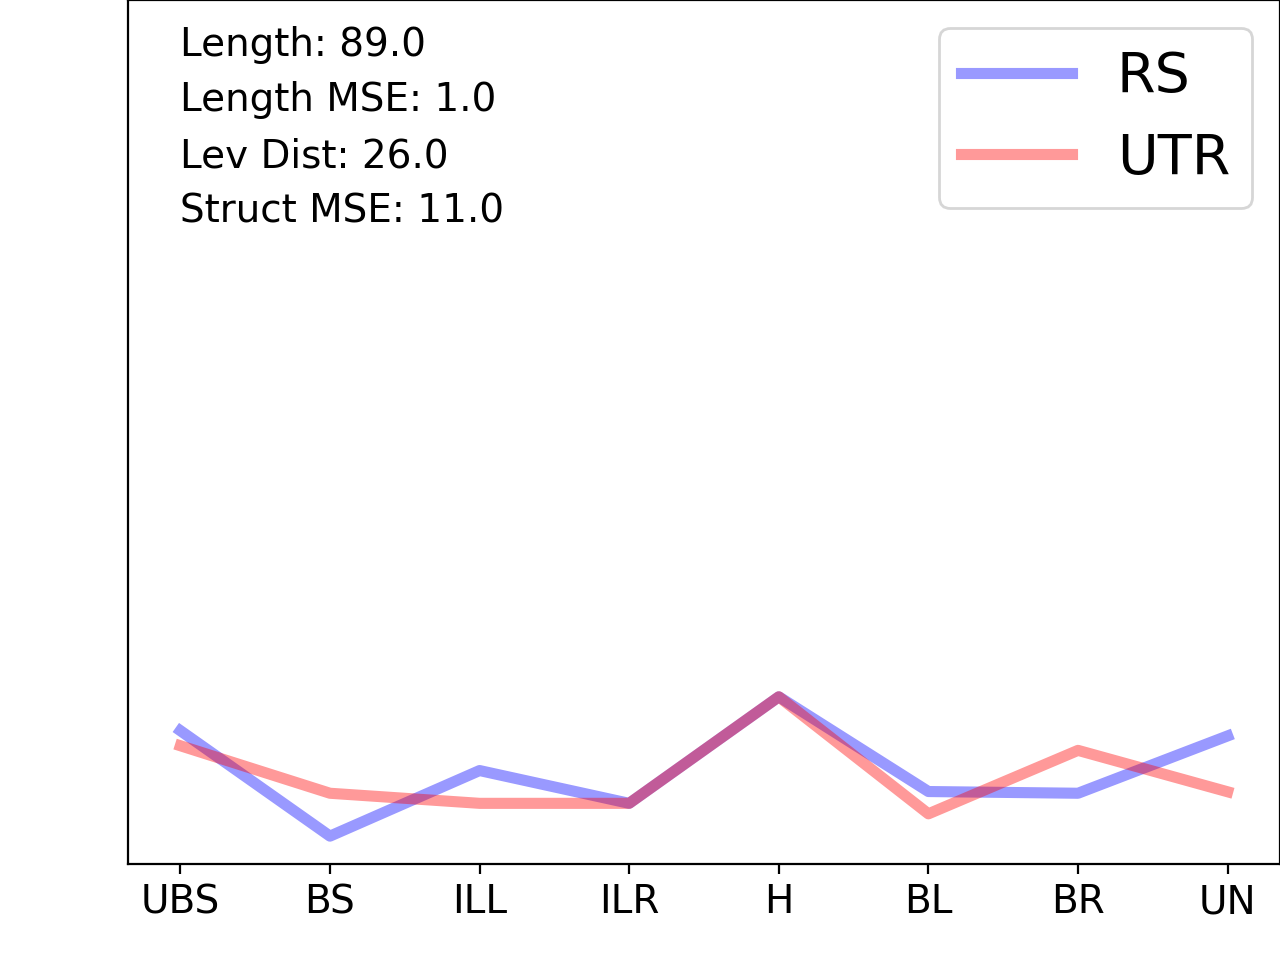 Length: 89.0
Length MSE: 1.0
Lev Dist: 26.0
Struct MSE: 11.0
RS
UTR
UBS BS ILL ILR H BL BR UN